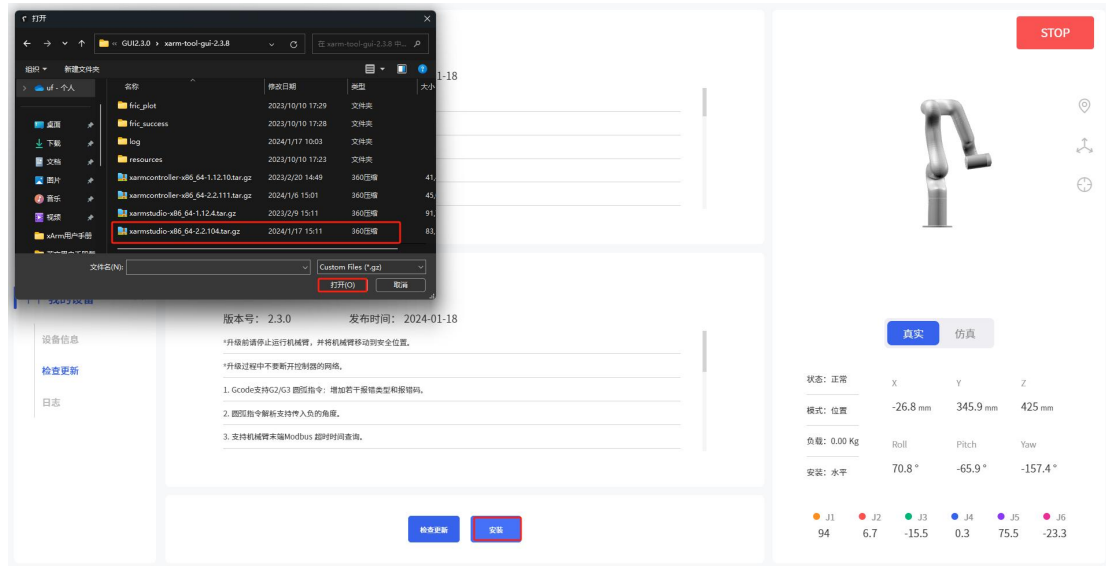 打开
GUI2.3.0 › xarm-tool-gui-2.3.8
在 xarm-tool-gui-2.3.8 中...
组织 新建文件夹
uf - 个人
名称 修改日期 类型 大小
fric_plot 2023/10/10 17:29 文件夹
桌面 fric_success 2023/10/10 17:28 文件夹
下载 log 2024/1/17 10:03 文件夹
文档 resources 2023/10/10 17:23 文件夹
图片 xarmcontroller-x86_64-1.12.10.tar.gz 2023/2/20 14:49 360压缩 41,
音乐 xarmcontroller-x86_64-2.2.111.tar.gz 2024/1/6 15:01 360压缩 45,
视频 xarmstudio-x86_64-1.12.4.tar.gz 2023/2/9 15:11 360压缩 91,
xArm用户手册 xarmstudio-x86_64-2.2.104.tar.gz 2024/1/17 15:11 360压缩 83,
文件名(N): Custom Files (*.gz)
打开(O) 取消
1-18
我的设备
设备信息
检查更新
日志
版本号： 2.3.0 发布时间： 2024-01-18
*升级前请停止运行机械臂，并将机械臂移动到安全位置。
*升级过程中不要断开控制器的网络。
1. Gcode支持G2/G3 圆弧指令；增加若干报错类型和报错码。
2. 圆弧指令解析支持传入负的角度。
3. 支持机械臂末端Modbus 超时时间查询。
检查更新 安装
STOP
真实 仿真
状态：正常
模式：位置
负载：0.00 Kg
安装：水平
X Y Z
-26.8 mm 345.9 mm 425 mm
Roll Pitch Yaw
70.8 ° -65.9 ° -157.4 °
J1 J2 J3 J4 J5 J6
94 6.7 -15.5 0.3 75.5 -23.3